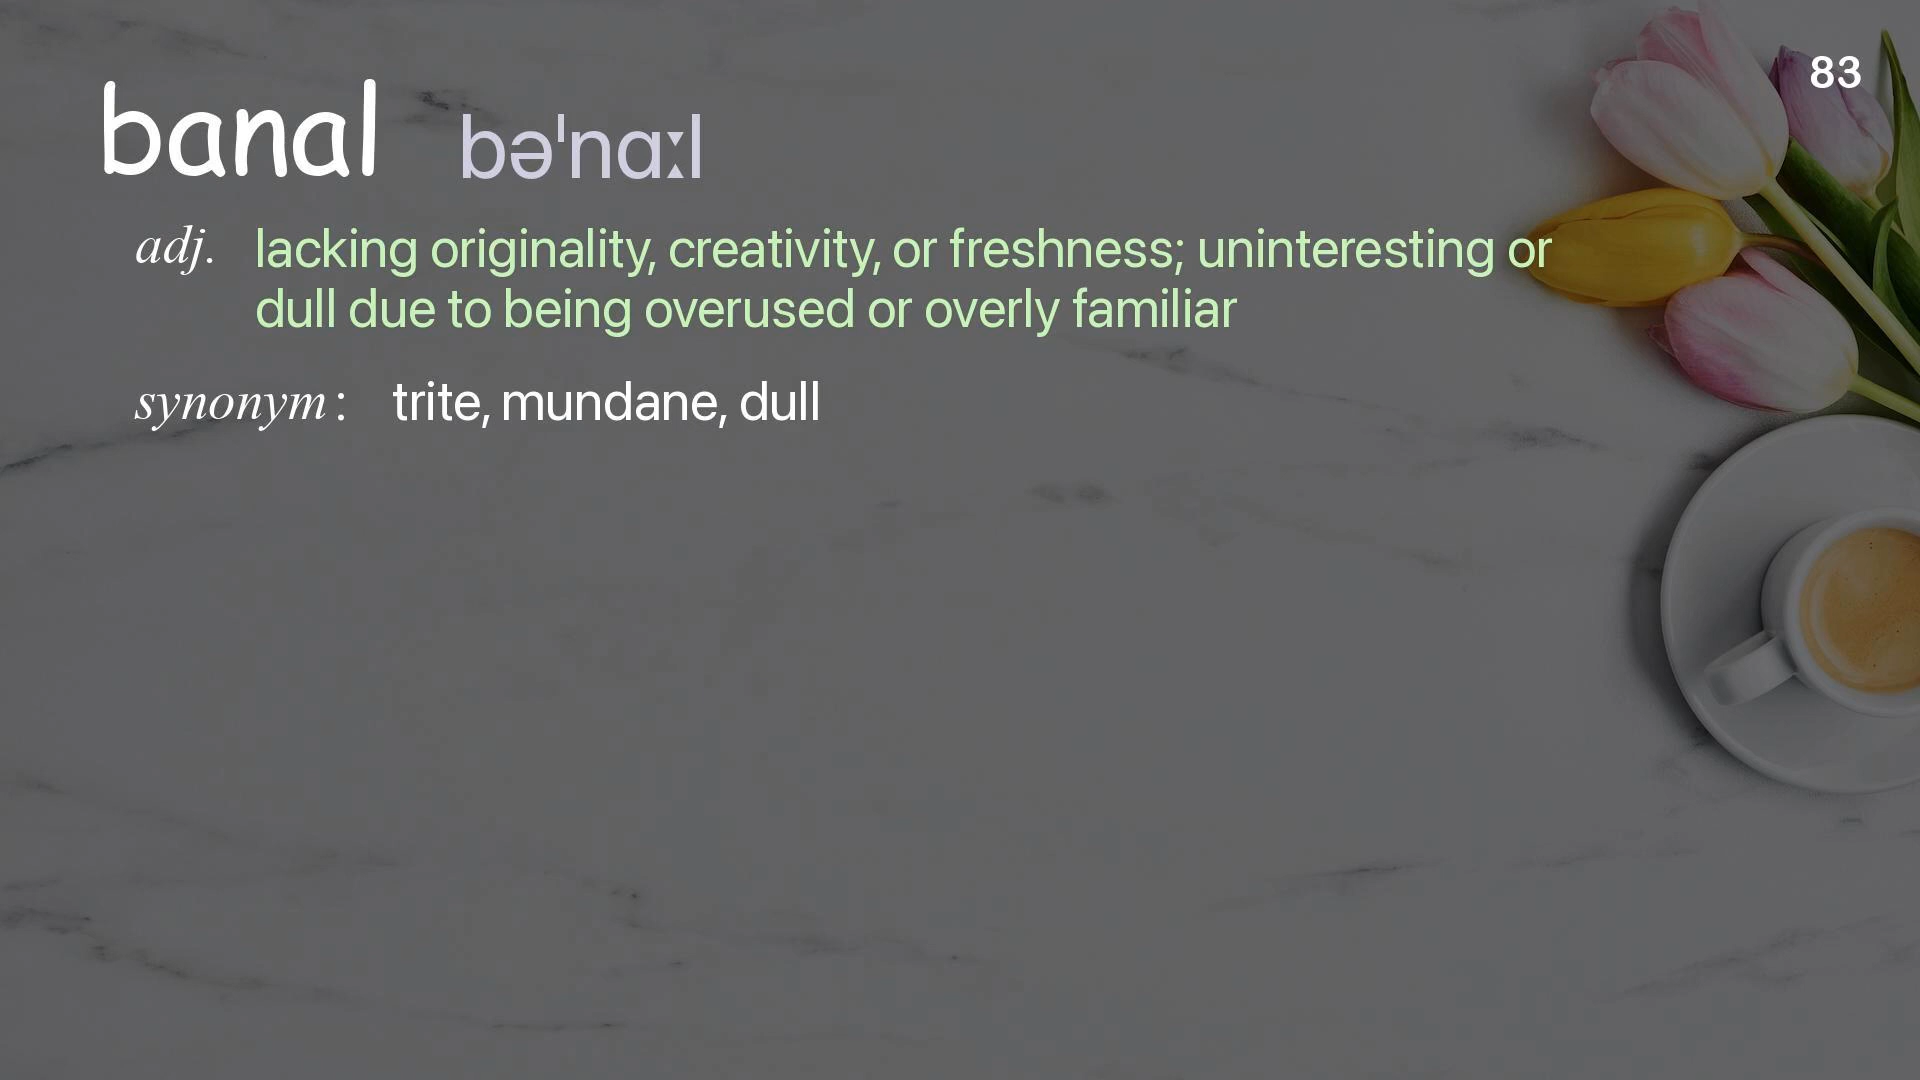 83
banal bəˈnɑːl
adj. lacking originality, creativity, or freshness; uninteresting or
dull due to being overused or overly familiar
synonym: trite, mundane, dull